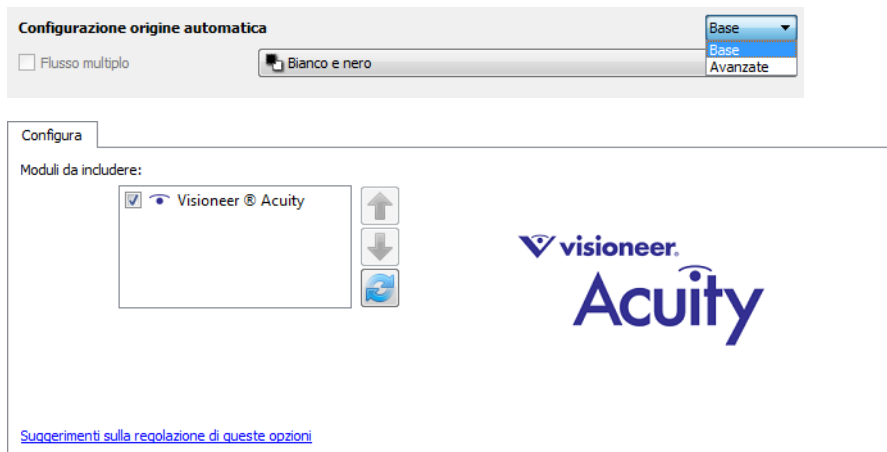 Configurazione origine automatica
Base
Flusso multiplo
Bianco e nero
Base
Avanzate
Configura
Moduli da includere:
Visioneer ® Acuity
visioneer.
Acuity
Suggerimenti sulla regolazione di queste opzioni